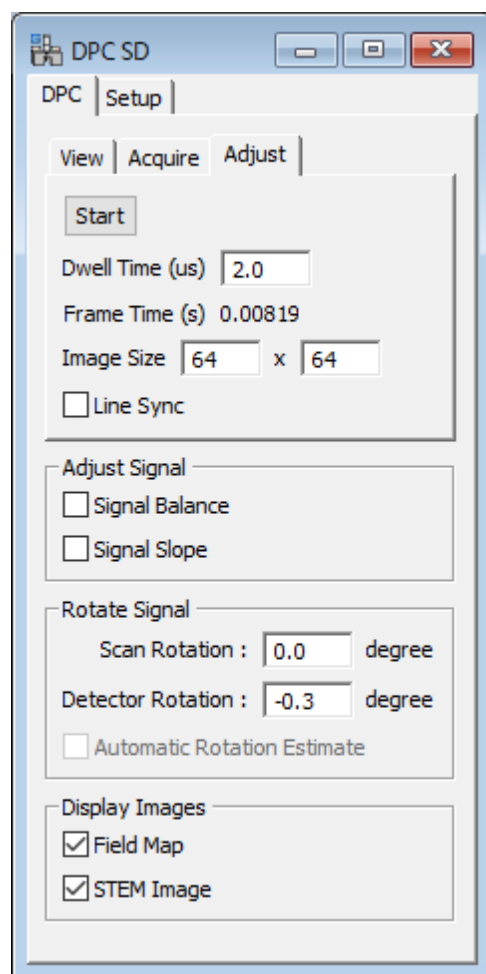 DPC SD
DPC Setup
View Acquire Adjust
Start
Dwell Time (us) 2.0
Frame Time (s) 0.00819
Image Size 64 x 64
Line Sync
Adjust Signal
Signal Balance
Signal Slope
Rotate Signal
Scan Rotation : 0.0 degree
Detector Rotation : -0.3 degree
Automatic Rotation Estimate
Display Images
Field Map
STEM Image